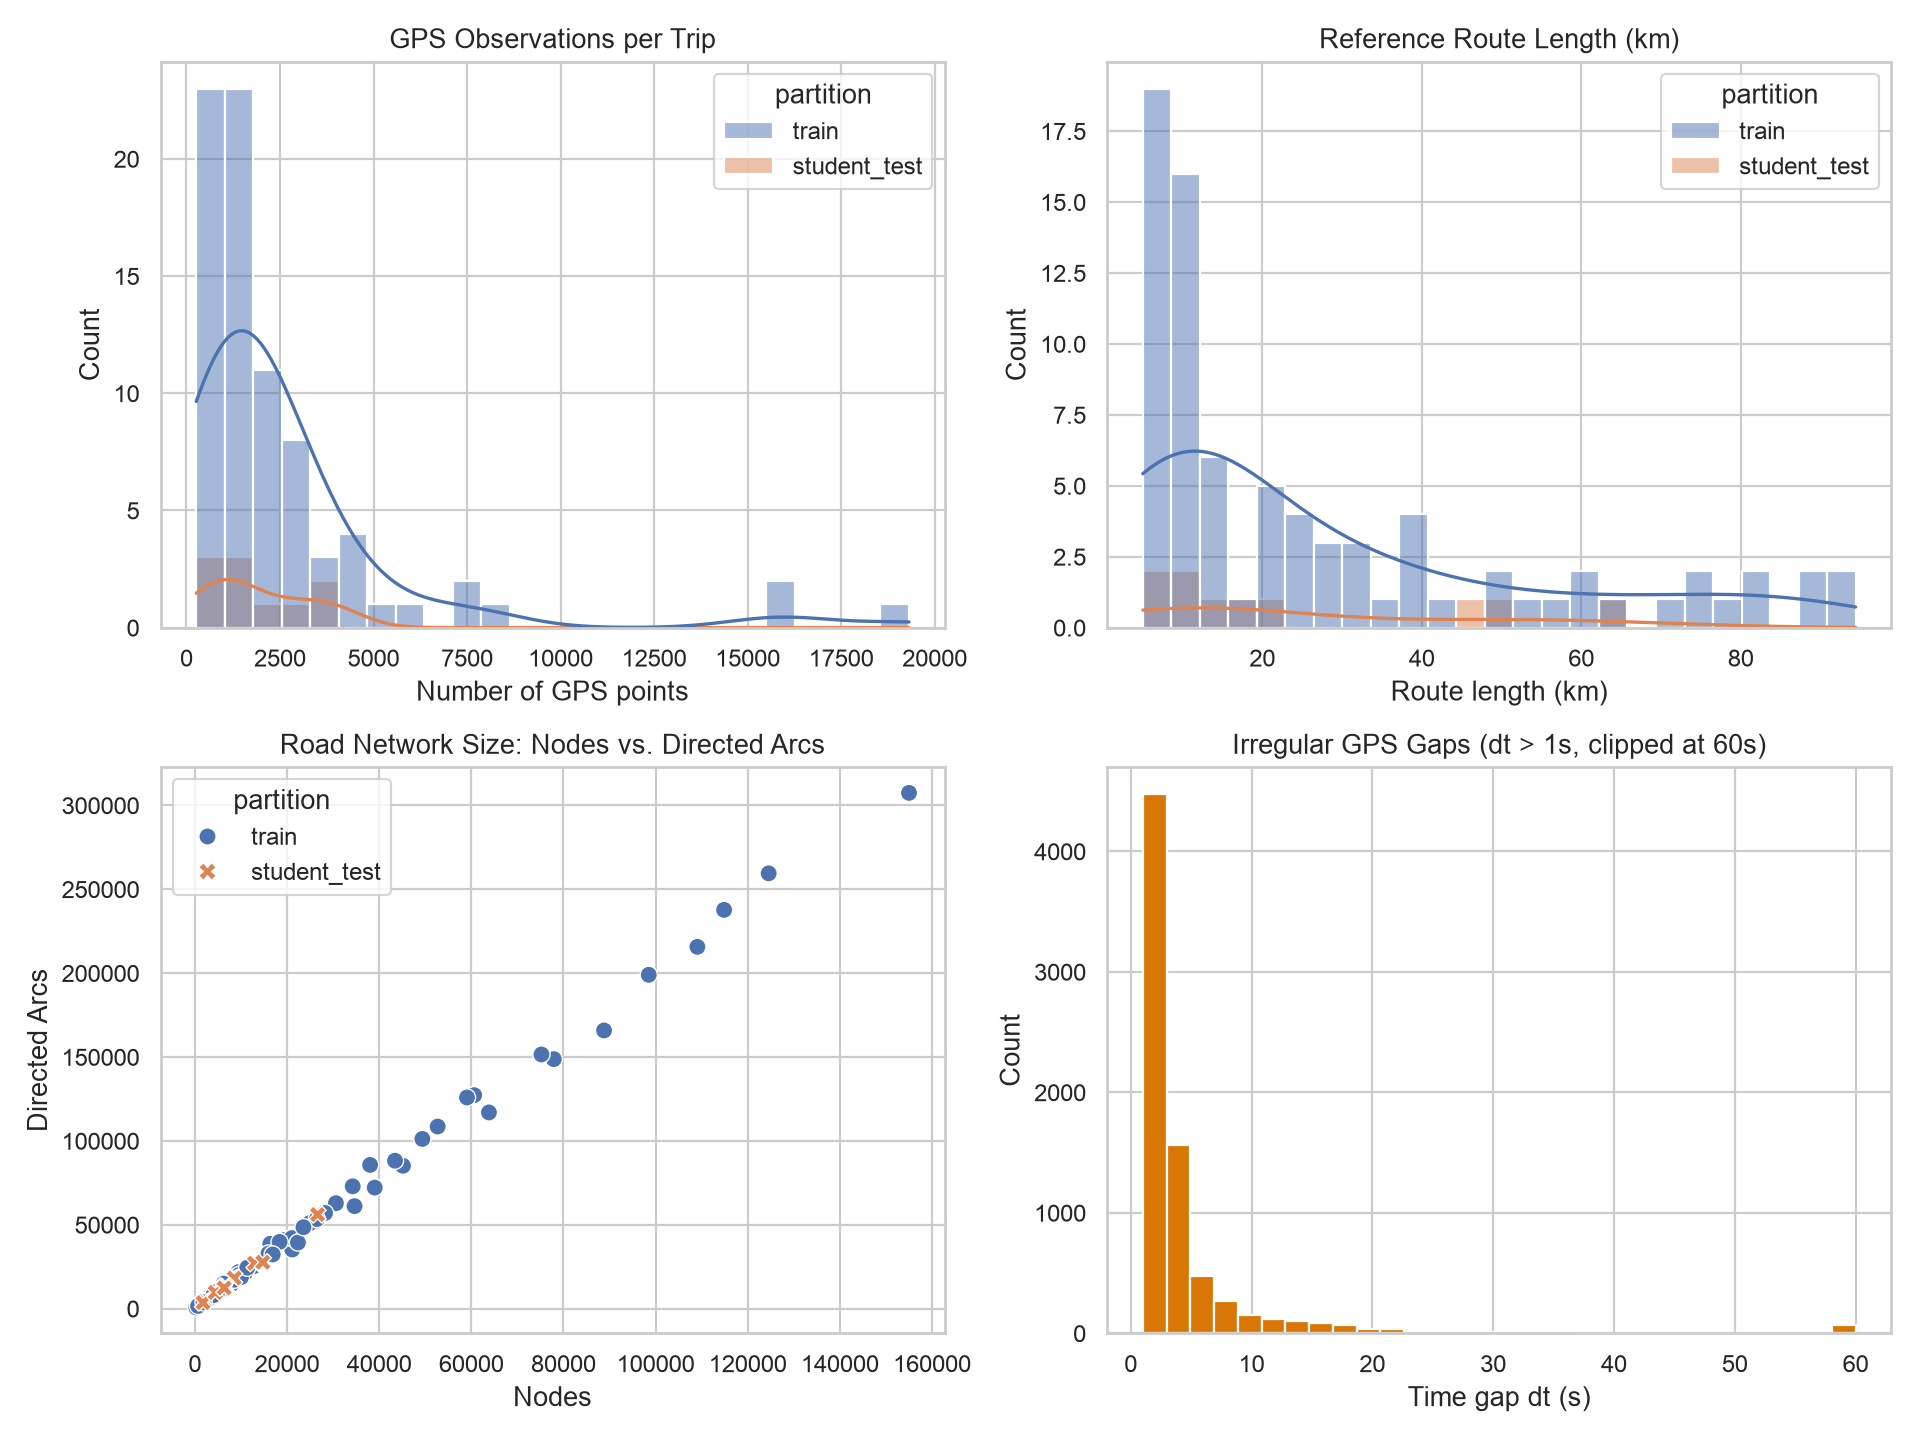 GPS Observations per Trip
partition
train
student_test
20
15
10
5
0
Count
0 2500 5000 7500 10000 12500 15000 17500 20000
Number of GPS points
Reference Route Length (km)
partition
train
student_test
17.5
15.0
12.5
10.0
7.5
5.0
2.5
0.0
Count
20 40 60 80
Route length (km)
Road Network Size: Nodes vs. Directed Arcs
partition
train
student_test
300000
250000
200000
150000
100000
50000
0
Directed Arcs
0 20000 40000 60000 80000 100000 120000 140000 160000
Nodes
Irregular GPS Gaps (dt > 1s, clipped at 60s)
4000
3000
2000
1000
0
Count
0 10 20 30 40 50 60
Time gap dt (s)